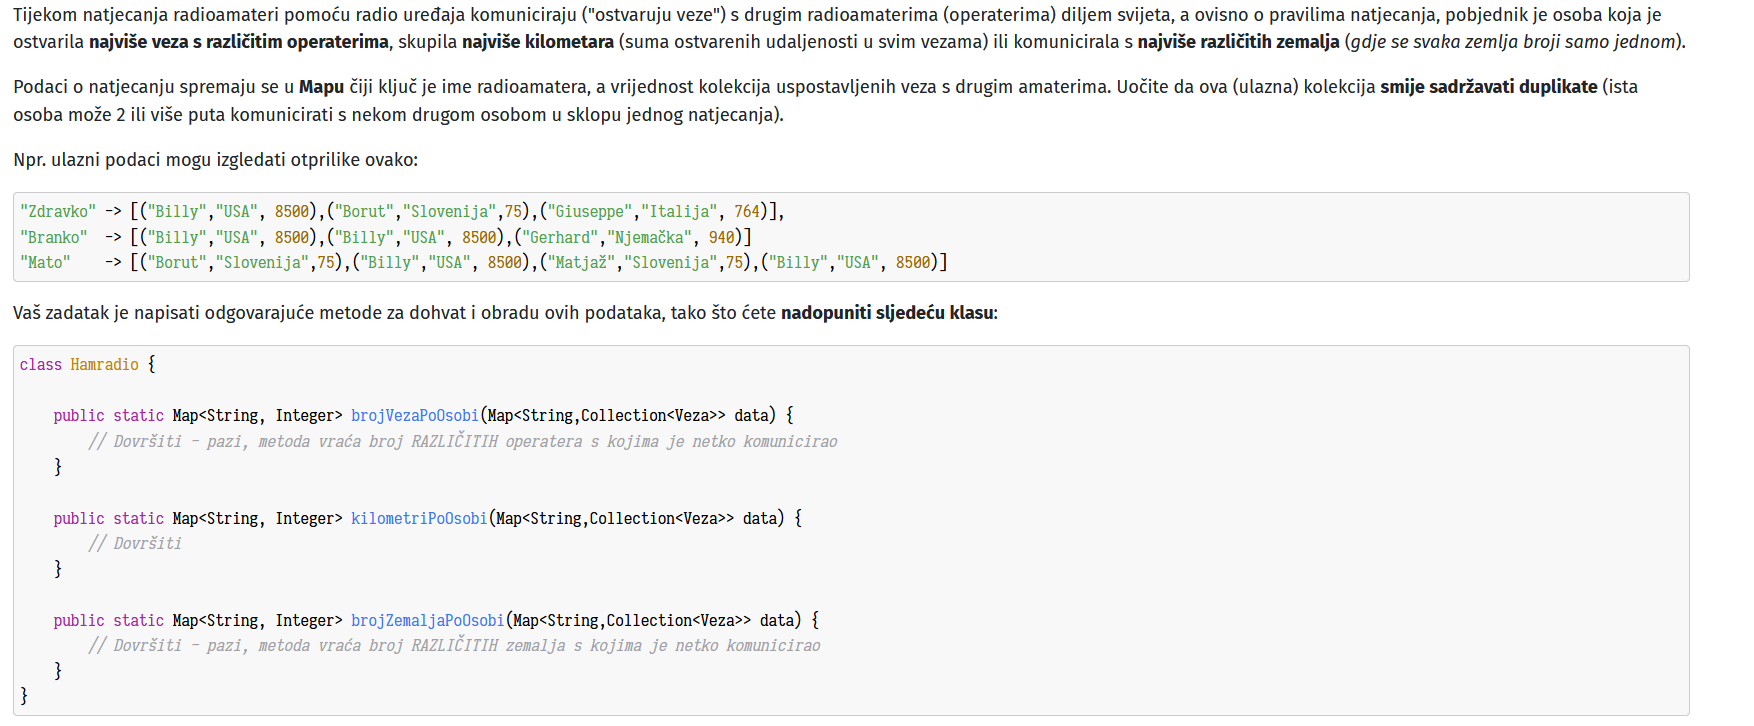 Tijekom natjecanja radioamateri pomoću radio uređaja komuniciraju ("ostvaruju veze") s drugim radioamaterima (operaterima) diljem svijeta, a ovisno o pravilima natjecanja, pobjednik je osoba koja je
ostvarila najviše veza s različitim operaterima, skupila najviše kilometara (suma ostvarenih udaljenosti u svim vezama) ili komunicirala s najviše različitih zemalja (gdje se svaka zemlja broji samo jednom).
Podaci o natjecanju spremaju se u Mapu čiji ključ je ime radioamatera, a vrijednost kolekcija uspostavljenih veza s drugim amaterima. Uočite da ova (ulazna) kolekcija smije sadržavati duplikate (ista
osoba može 2 ili više puta komunicirati s nekom drugom osobom u sklopu jednog natjecanja).
Npr. ulazni podaci mogu izgledati otprilike ovako:
"Zdravko" -> [("Billy","USA", 8500),("Borut","Slovenija",75),("Giuseppe","Italija", 764)],
"Branko"  -> [("Billy","USA", 8500),("Billy","USA", 8500),("Gerhard","Njemačka", 940)]
"Mato"    -> [("Borut","Slovenija",75),("Billy","USA", 8500),("Matjaž","Slovenija",75),("Billy","USA", 8500)]
Vaš zadatak je napisati odgovarajuće metode za dohvat i obradu ovih podataka, tako što ćete nadopuniti sljedeću klasu:
class Hamradio {
    public static Map<String, Integer> brojVezaPoOsobi(Map<String,Collection<Veza>> data) {
        // Dovršiti - pazi, metoda vraća broj RAZLIČITIH operatera s kojima je netko komunicirao
    }
    public static Map<String, Integer> kilometriPoOsobi(Map<String,Collection<Veza>> data) {
        // Dovršiti
    }
    public static Map<String, Integer> brojZemaljaPoOsobi(Map<String,Collection<Veza>> data) {
        // Dovršiti - pazi, metoda vraća broj RAZLIČITIH zemalja s kojima je netko komunicirao
    }
}